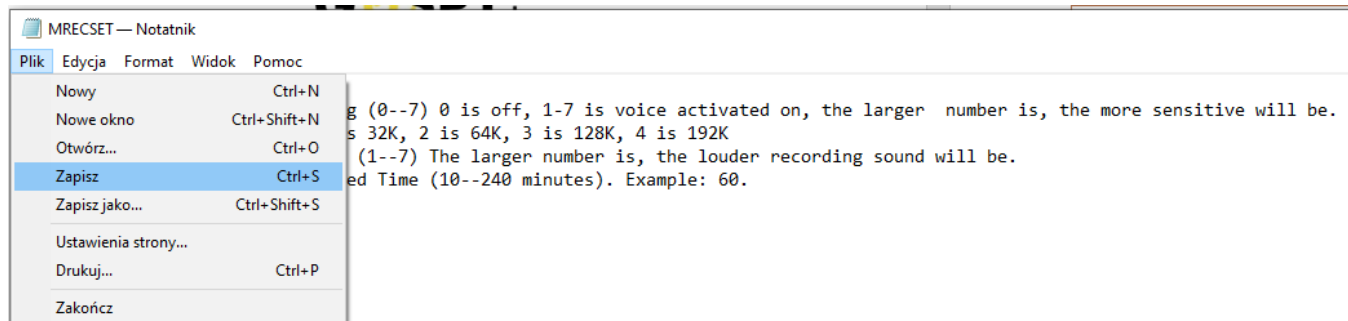 MRECSET — Notatnik
Plik Edycja Format Widok Pomoc
Nowy Ctrl+N
Nowe okno Ctrl+Shift+N
Otwórz... Ctrl+O
Zapisz Ctrl+S
Zapisz jako... Ctrl+Shift+S
Ustawienia strony...
Drukuj... Ctrl+P
Zakończ
g (0--7) 0 is off, 1-7 is voice activated on, the larger  number is, the more sensitive will be.
s 32K, 2 is 64K, 3 is 128K, 4 is 192K
(1--7) The larger number is, the louder recording sound will be.
ed Time (10--240 minutes). Example: 60.